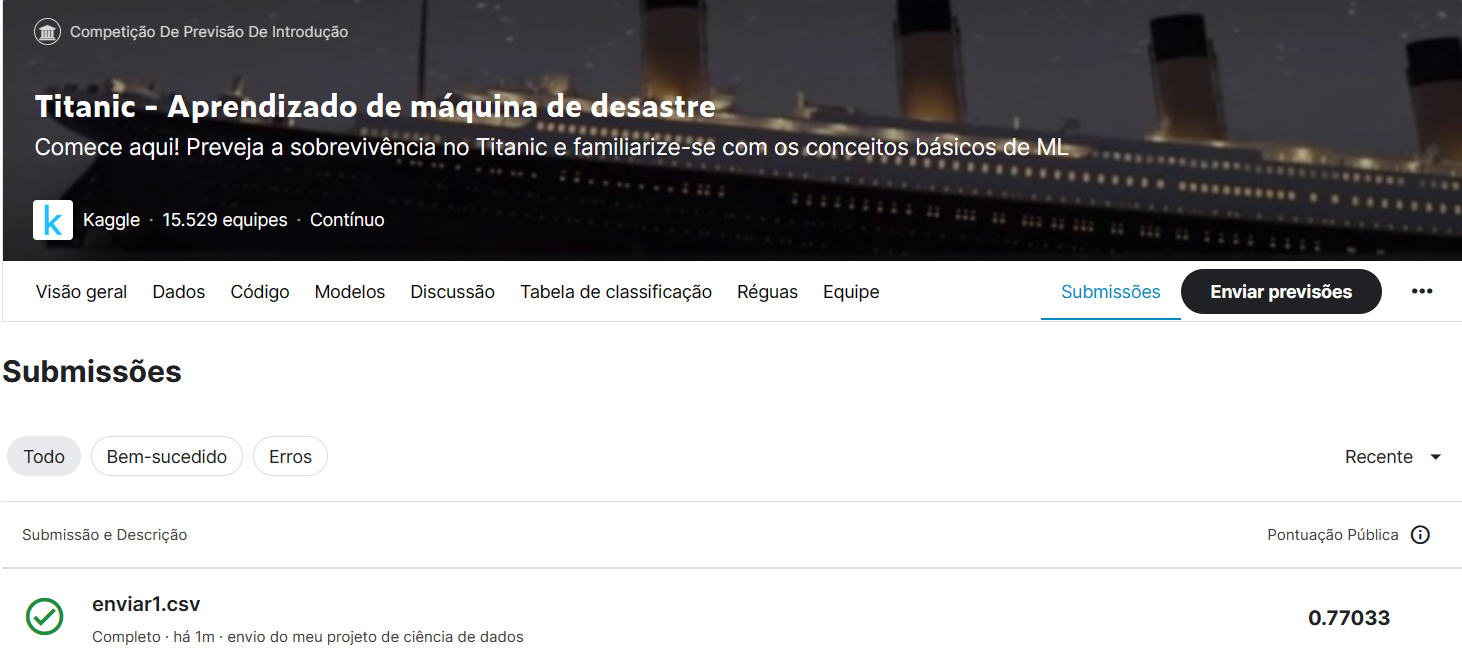 Competição De Previsão De Introdução
Titanic - Aprendizado de máquina de desastre
Comece aqui! Preveja a sobrevivência no Titanic e familiarize-se com os conceitos básicos de ML
k Kaggle · 15.529 equipes · Contínuo
Visão geral Dados Código Modelos Discussão Tabela de classificação Réguas Equipe Submissões Enviar previsões
Submissões
Todo Bem-sucedido Erros Recente
Submissão e Descrição Pontuação Pública
enviar1.csv
0.77033
Completo · há 1m · envio do meu projeto de ciência de dados